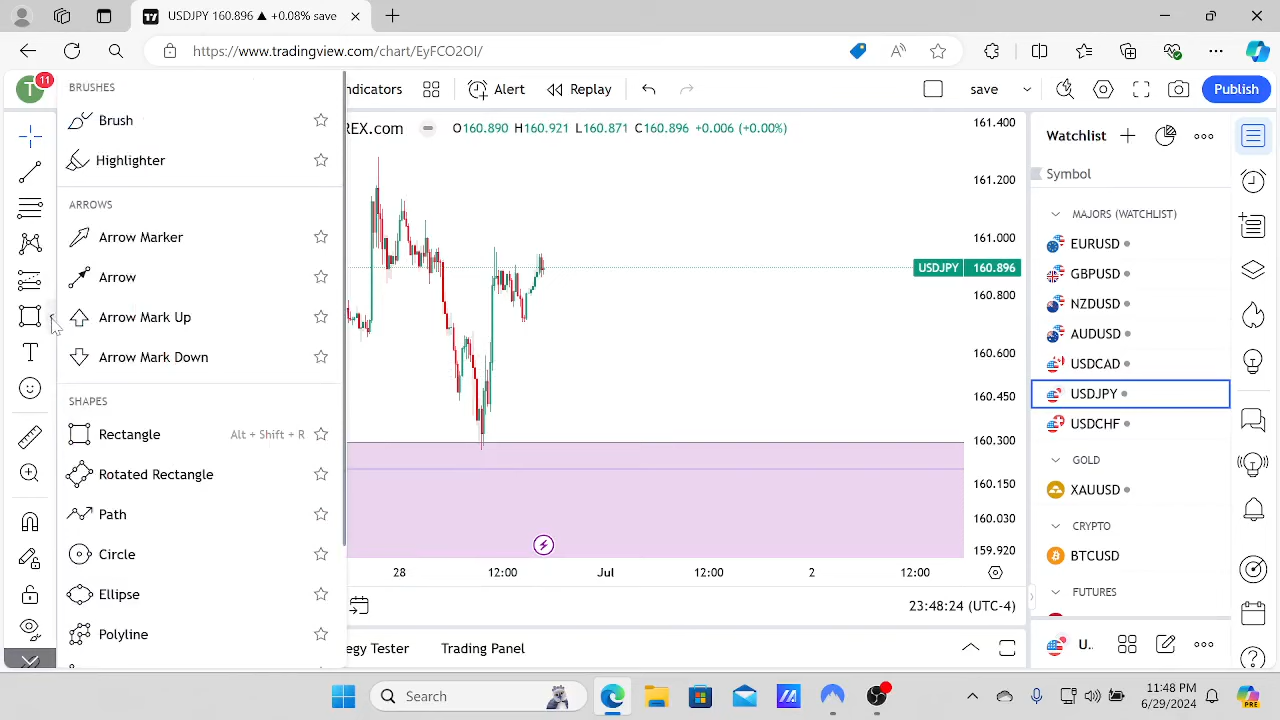 USDJPY 160.896 ▲ +0.08% save
https://www.tradingview.com/chart/EyFCO2OI/
T
11
ndicators
Alert
Replay
save
Publish
BRUSHES
Brush
Highlighter
ARROWS
Arrow Marker
Arrow
Arrow Mark Up
Arrow Mark Down
SHAPES
Rectangle Alt + Shift + R
Rotated Rectangle
Path
Circle
Ellipse
Polyline
REX.com O160.890 H160.921 L160.871 C160.896 +0.006 (+0.00%)
161.400
161.200
161.000
USDJPY 160.896
160.800
160.600
160.450
160.300
160.150
160.030
159.920
28 12:00 Jul 12:00 2 12:00
23:48:24 (UTC-4)
egy Tester Trading Panel
Watchlist
Symbol
MAJORS (WATCHLIST)
EURUSD
GBPUSD
NZDUSD
AUDUSD
USDCAD
USDJPY
USDCHF
GOLD
XAUUSD
CRYPTO
BTCUSD
FUTURES
U..
Search
11:48 PM
6/29/2024
PRE